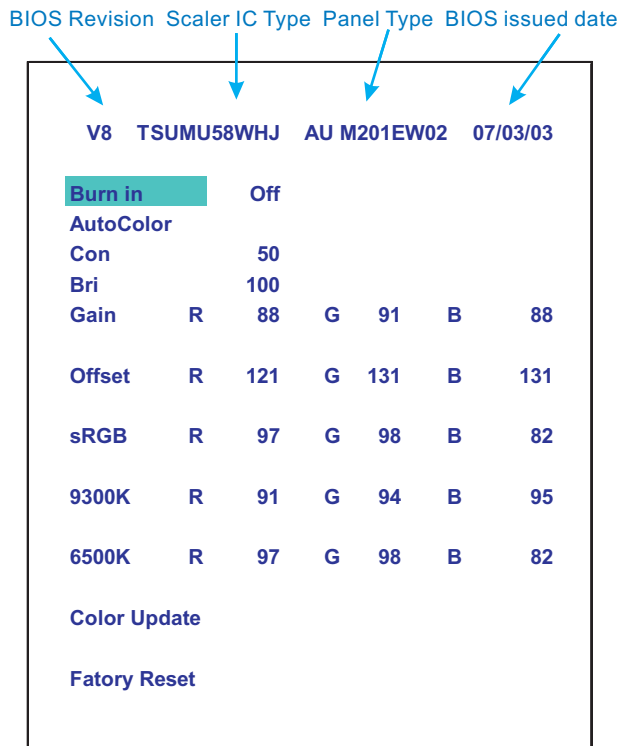 BIOS Revision Scaler IC Type Panel Type BIOS issued date
V8 TSUMU58WHJ AU M201EW02 07/03/03
Burn in Off
AutoColor
Con 50
Bri 100
Gain R 88 G 91 B 88
Offset R 121 G 131 B 131
sRGB R 97 G 98 B 82
9300K R 91 G 94 B 95
6500K R 97 G 98 B 82
Color Update
Fatory Reset